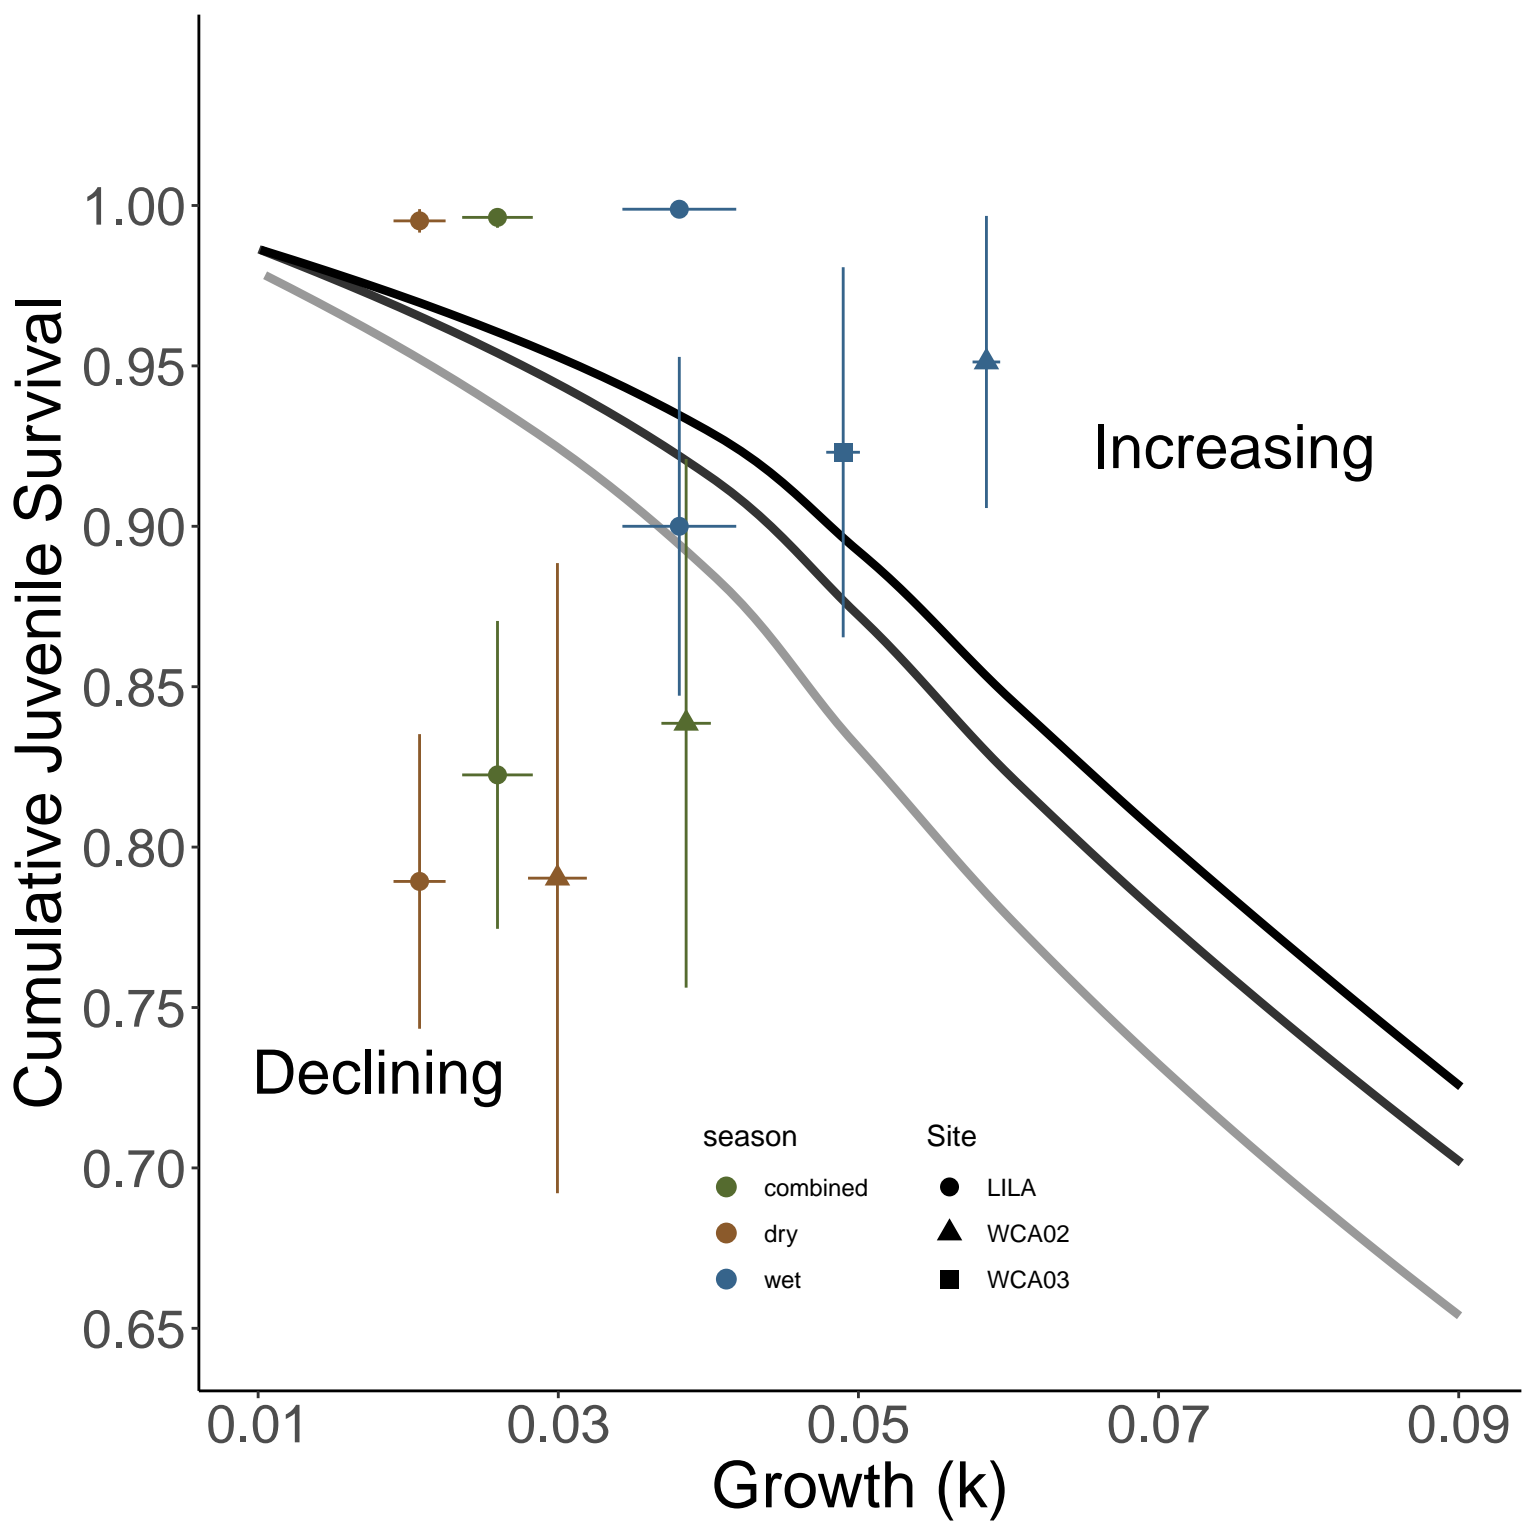 Cumulative Juvenile Survival
1.00
0.95
0.90
0.85
0.80
0.75
0.70
0.65
Increasing
Declining
season
combined
dry
wet
Site
LILA
WCA02
WCA03
0.01 0.03 0.05 0.07 0.09
Growth (k)